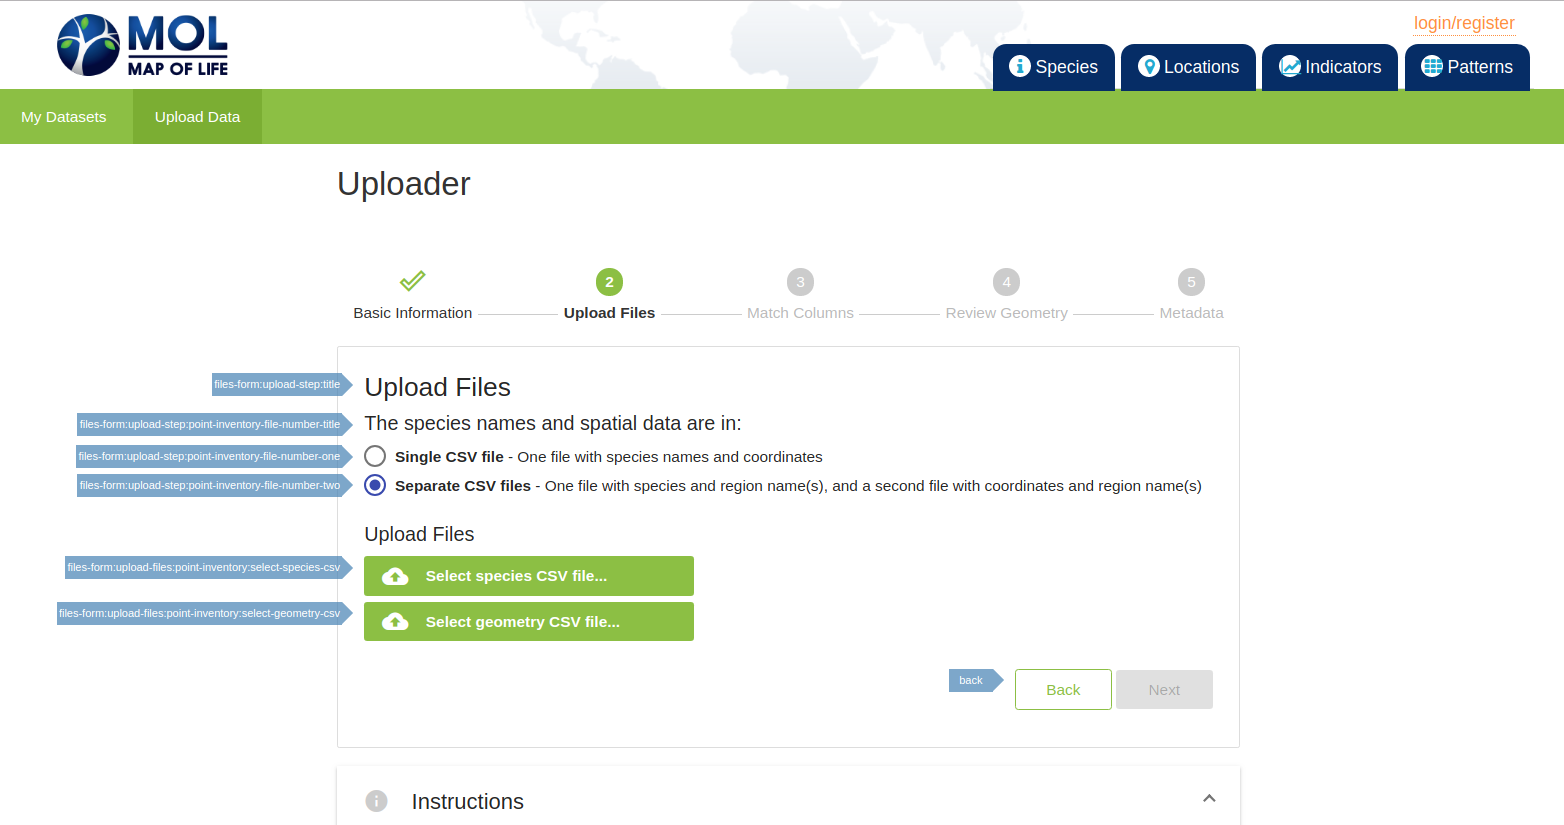 MOL
MAP OF LIFE
login/register
Species
Locations
Indicators
Patterns
My Datasets
Upload Data
Uploader
2
3
4
5
Basic Information
Upload Files
Match Columns
Review Geometry
Metadata
files-form:upload-step:title
Upload Files
files-form:upload-step:point-inventory-file-number-title
The species names and spatial data are in:
files-form:upload-step:point-inventory-file-number-one
Single CSV file - One file with species names and coordinates
files-form:upload-step:point-inventory-file-number-two
Separate CSV files - One file with species and region name(s), and a second file with coordinates and region name(s)
Upload Files
files-form:upload-files:point-inventory:select-species-csv
Select species CSV file...
files-form:upload-files:point-inventory:select-geometry-csv
Select geometry CSV file...
back
Back
Next
Instructions